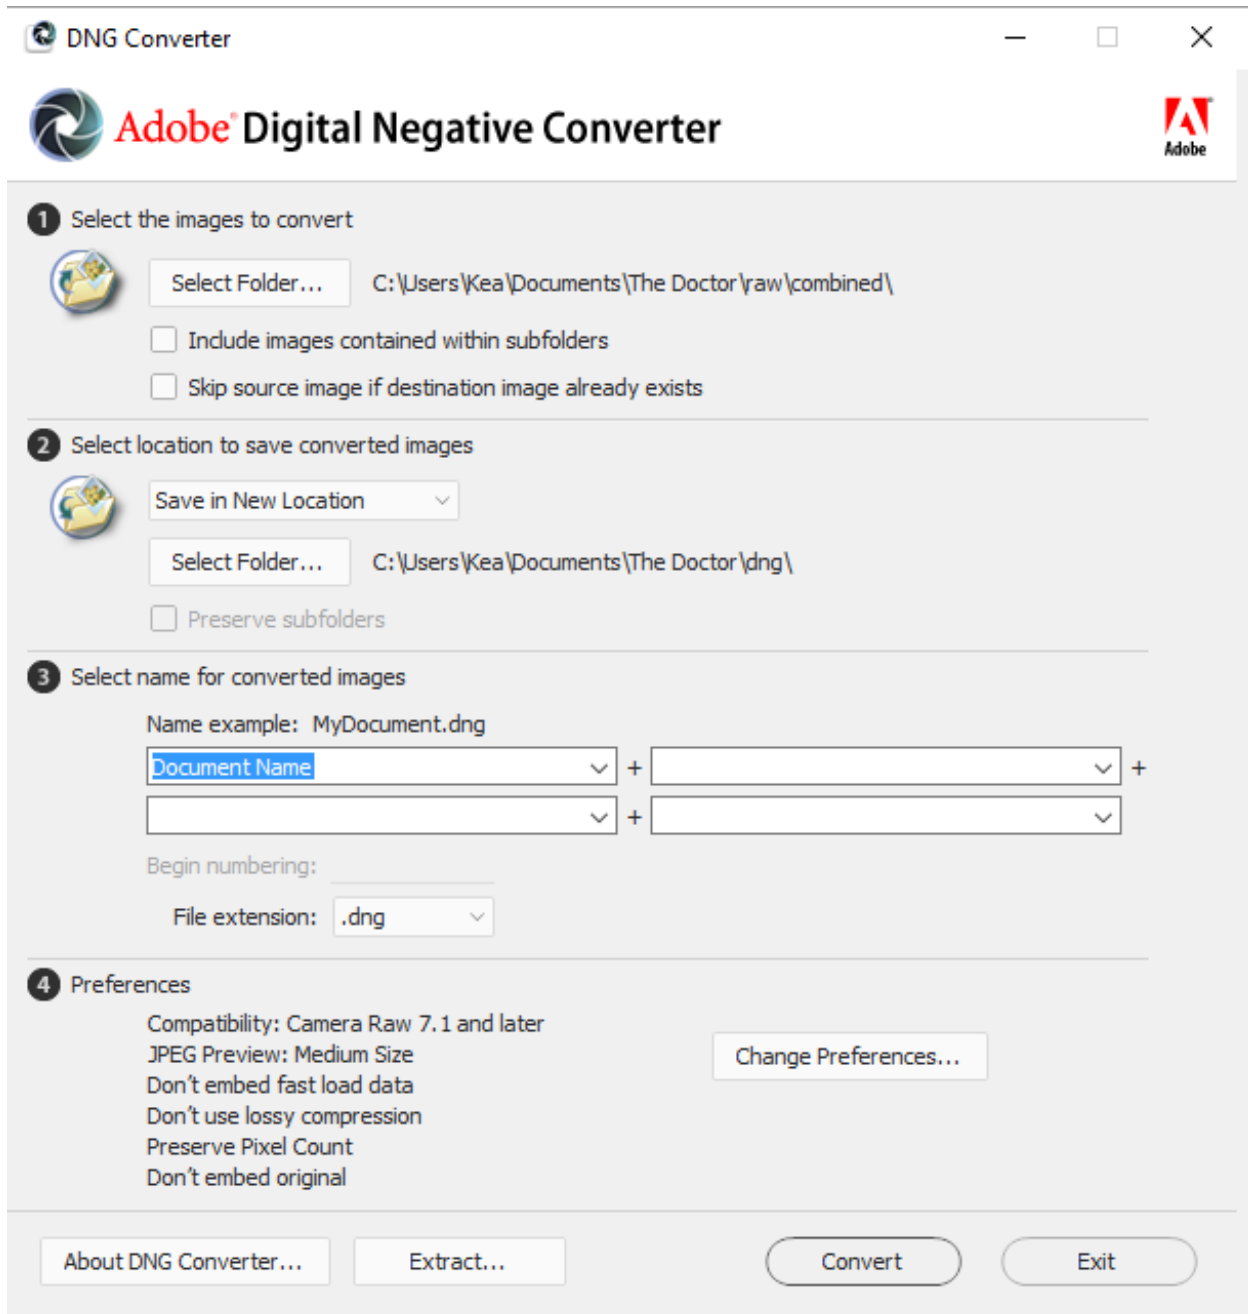 DNG Converter
Adobe® Digital Negative Converter
Adobe
1 Select the images to convert
Select Folder... C:\Users\Kea\Documents\The Doctor\raw\combined\
Include images contained within subfolders
Skip source image if destination image already exists
2 Select location to save converted images
Save in New Location
Select Folder... C:\Users\Kea\Documents\The Doctor\dng\
Preserve subfolders
3 Select name for converted images
Name example: MyDocument.dng
Document Name + +
+
Begin numbering:
File extension: .dng
4 Preferences
Compatibility: Camera Raw 7.1 and later
JPEG Preview: Medium Size
Change Preferences...
Don't embed fast load data
Don't use lossy compression
Preserve Pixel Count
Don't embed original
About DNG Converter... Extract... Convert Exit